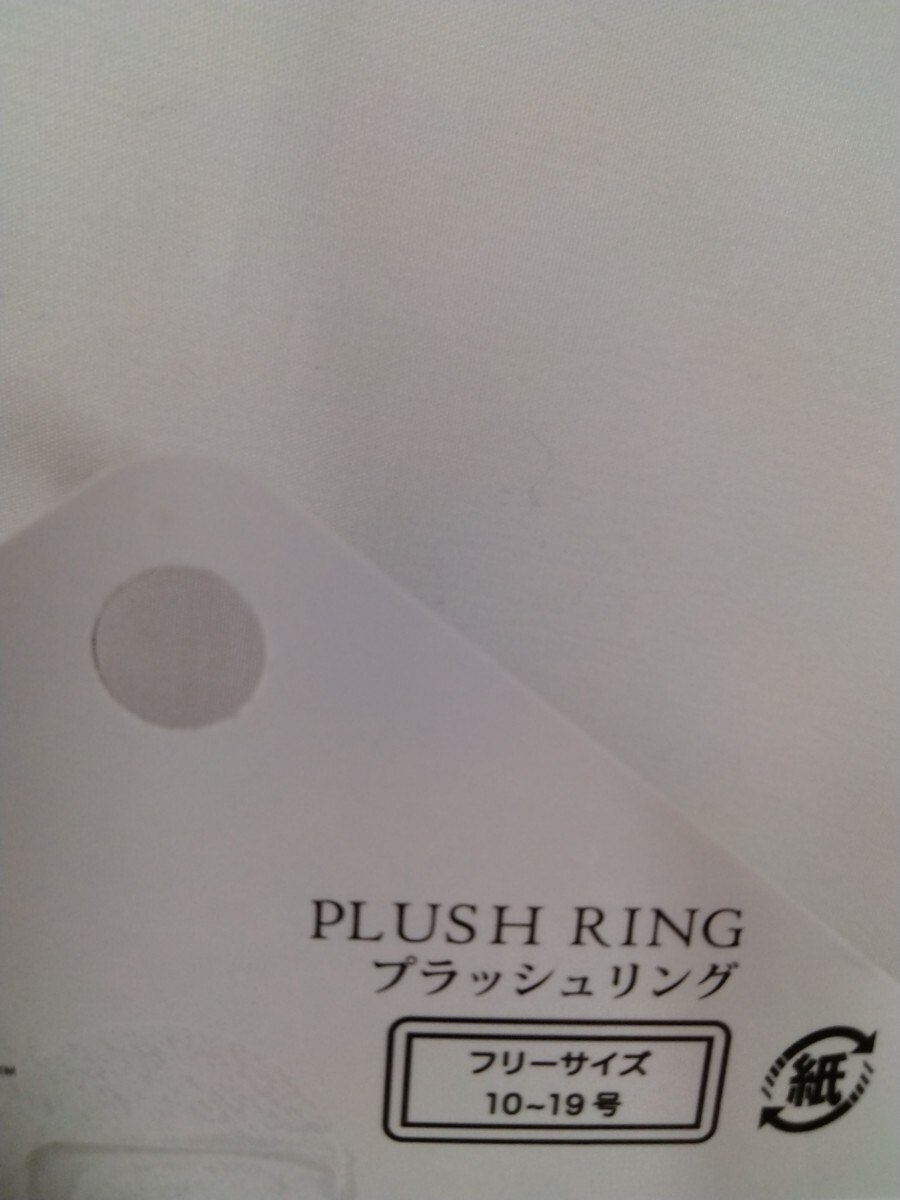 PLUSH RING
プラッシュリング
フリーサイズ
10~19号
紙
TM